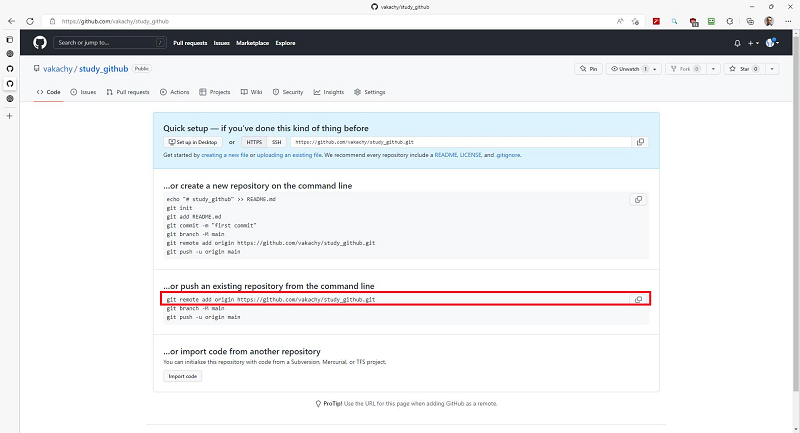 vakachy/study_github
https://github.com/vakachy/study_github
Search or jump to... /
Pull requests Issues Marketplace Explore
vakachy / study_github Public
Pin Unwatch 1 Fork 0 Star 0
Code Issues Pull requests Actions Projects Wiki Security Insights Settings
Quick setup — if you've done this kind of thing before
Set up in Desktop or HTTPS SSH https://github.com/vakachy/study_github.git
Get started by creating a new file or uploading an existing file. We recommend every repository include a README, LICENSE, and .gitignore.
...or create a new repository on the command line
echo "# study_github" >> README.md
git init
git add README.md
git commit -m "first commit"
git branch -M main
git remote add origin https://github.com/vakachy/study_github.git
git push -u origin main
...or push an existing repository from the command line
git remote add origin https://github.com/vakachy/study_github.git
git branch -M main
git push -u origin main
...or import code from another repository
You can initialize this repository with code from a Subversion, Mercurial, or TFS project.
Import code
ProTip! Use the URL for this page when adding GitHub as a remote.